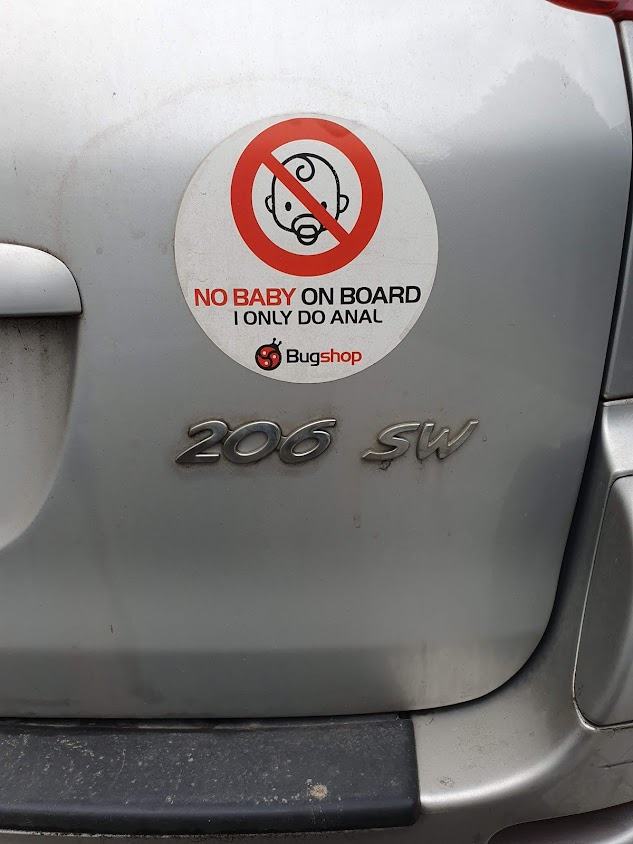 NO BABY ON BOARD
I ONLY DO ANAL
Bugshop
206 SW